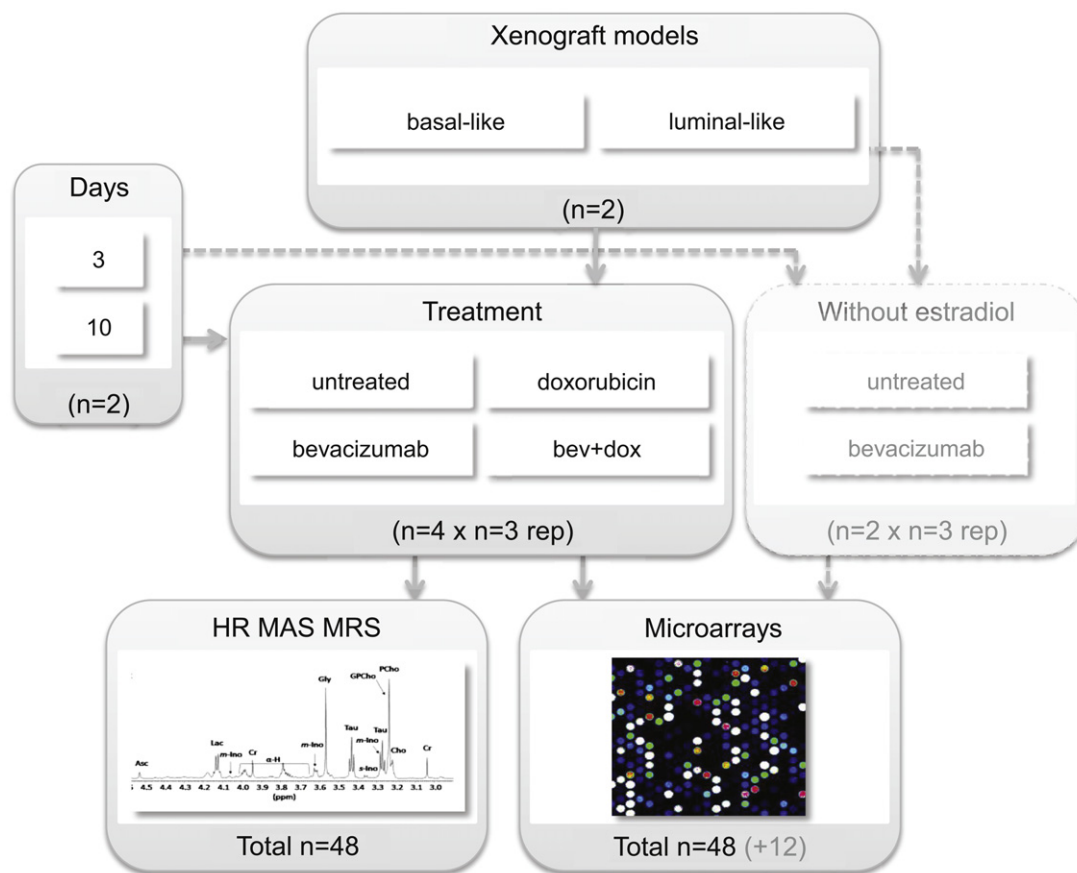 Xenograft models
basal-like
luminal-like
(n=2)
Days
3
10
(n=2)
Treatment
untreated
doxorubicin
bevacizumab
bev+dox
(n=4 x n=3 rep)
Without estradiol
untreated
bevacizumab
(n=2 x n=3 rep)
HR MAS MRS
PCho
Gly
GPCho
Tau
Tau
Lac
m-Ino
Cr
m-Ino
m-Ino
Cho
Cr
Asc
α-H
s-Ino
4.5 4.4 4.3 4.2 4.1 4.0 3.9 3.8 3.7 3.6 3.5 3.4 3.3 3.2 3.1 3.0
(ppm)
Total n=48
Microarrays
Total n=48 (+12)